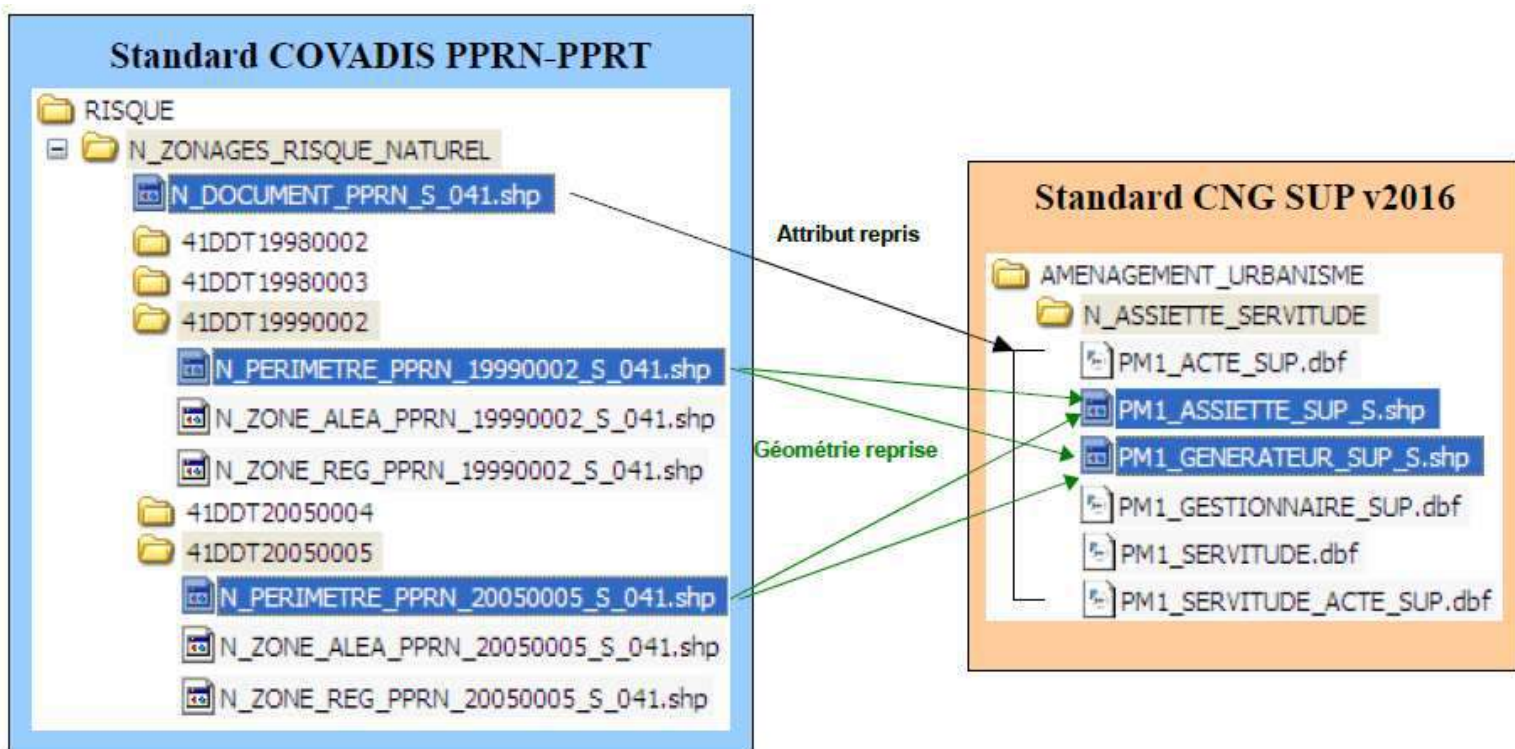 Standard COVADIS PPRN-PPRT
RISQUE
N_ZONAGES_RISQUE_NATUREL
N_DOCUMENT_PPRN_S_041.shp
41DDT19980002
41DDT19980003
41DDT19990002
N_PERIMETRE_PPRN_19990002_S_041.shp
N_ZONE_ALEA_PPRN_19990002_S_041.shp
N_ZONE_REG_PPRN_19990002_S_041.shp
41DDT20050004
41DDT20050005
N_PERIMETRE_PPRN_20050005_S_041.shp
N_ZONE_ALEA_PPRN_20050005_S_041.shp
N_ZONE_REG_PPRN_20050005_S_041.shp
Attribut repris
Géométrie reprise
Standard CNG SUP v2016
AMENAGEMENT_URBANISME
N_ASSIETTE_SERVITUDE
PM1_ACTE_SUP.dbf
PM1_ASSIETTE_SUP_S.shp
PM1_GENERATEUR_SUP_S.shp
PM1_GESTIONNAIRE_SUP.dbf
PM1_SERVITUDE.dbf
PM1_SERVITUDE_ACTE_SUP.dbf